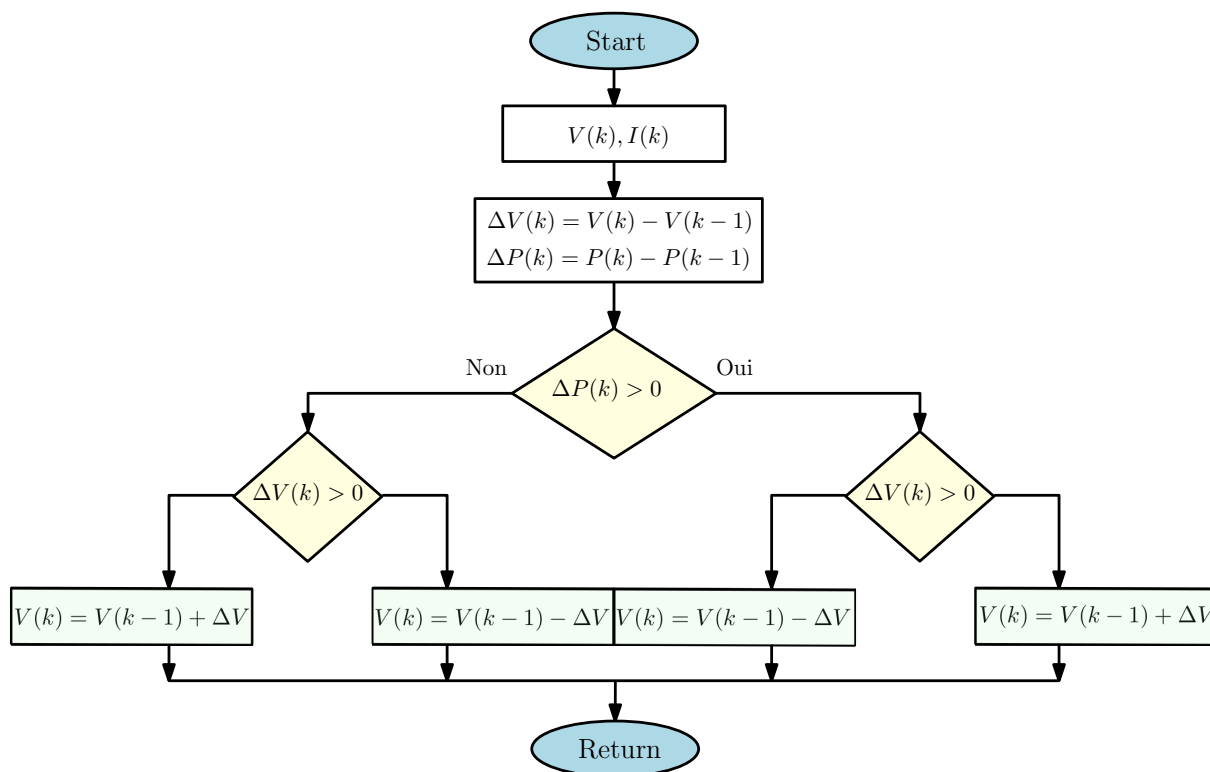 Start
V(k), I(k)
ΔV(k) = V(k) − V(k − 1)
ΔP(k) = P(k) − P(k − 1)
Non
Oui
ΔP(k) > 0
ΔV(k) > 0
ΔV(k) > 0
V(k) = V(k − 1) + ΔV
V(k) = V(k − 1) − ΔV
V(k) = V(k − 1) − ΔV
V(k) = V(k − 1) + ΔV
Return